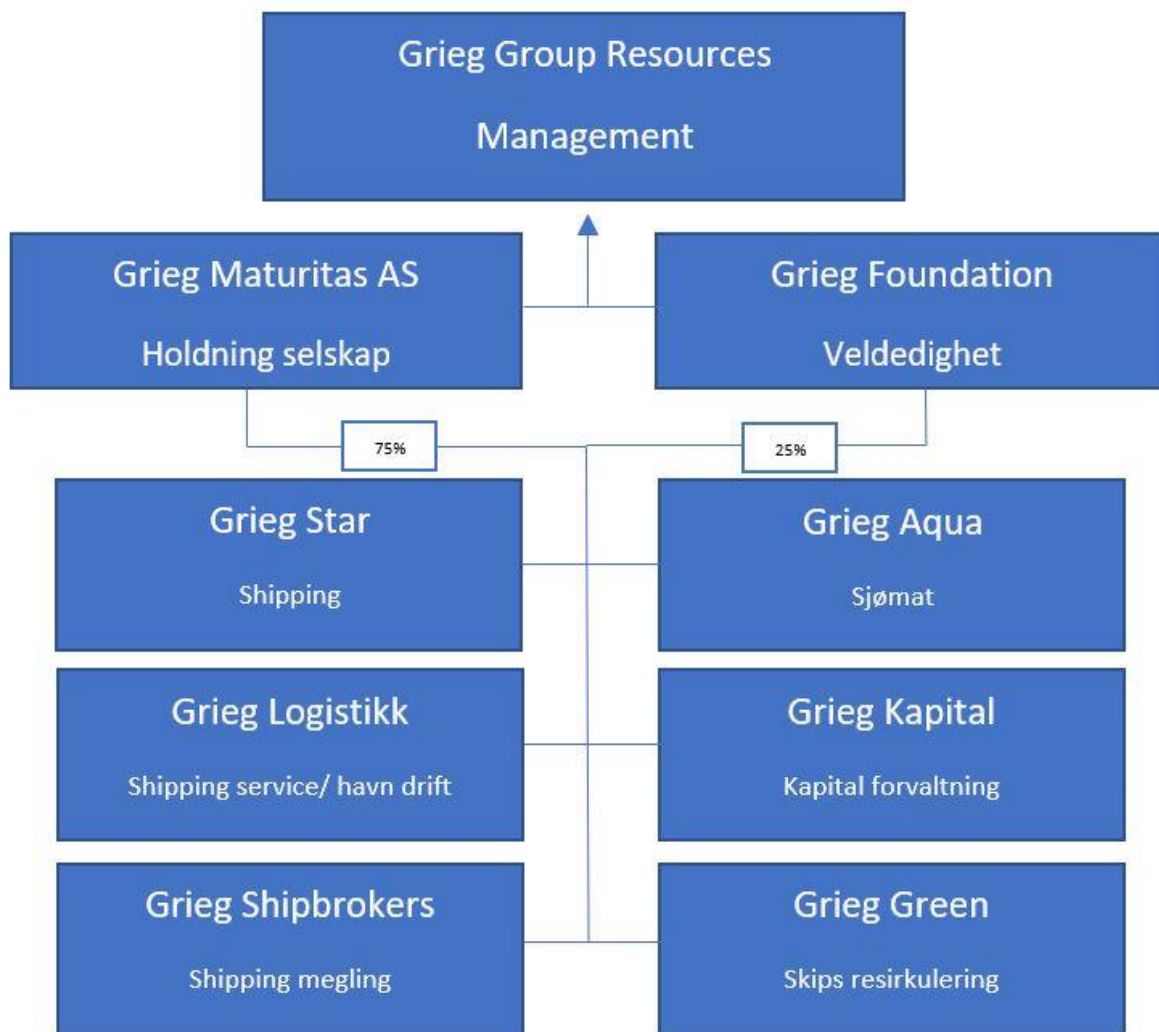 Grieg Group Resources
Management
Grieg Maturitas AS
Holdning selskap
Grieg Foundation
Veldedighet
75%
25%
Grieg Star
Shipping
Grieg Aqua
Sjømat
Grieg Logistikk
Shipping service/ havn drift
Grieg Kapital
Kapital forvaltning
Grieg Shipbrokers
Shipping megling
Grieg Green
Skips resirkulering